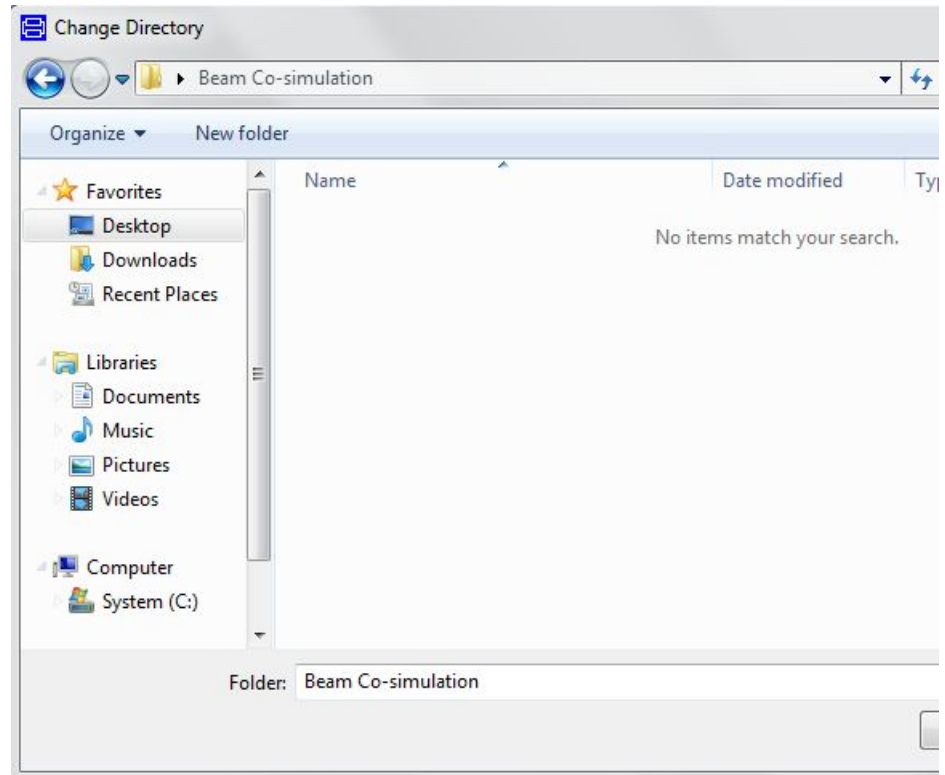 Change Directory
Beam Co-simulation
Organize New folder
Name Date modified
Favorites
Desktop
No items match your search.
Downloads
Recent Places
Libraries
Documents
Music
Pictures
Videos
Computer
System (C:)
Folder: Beam Co-simulation